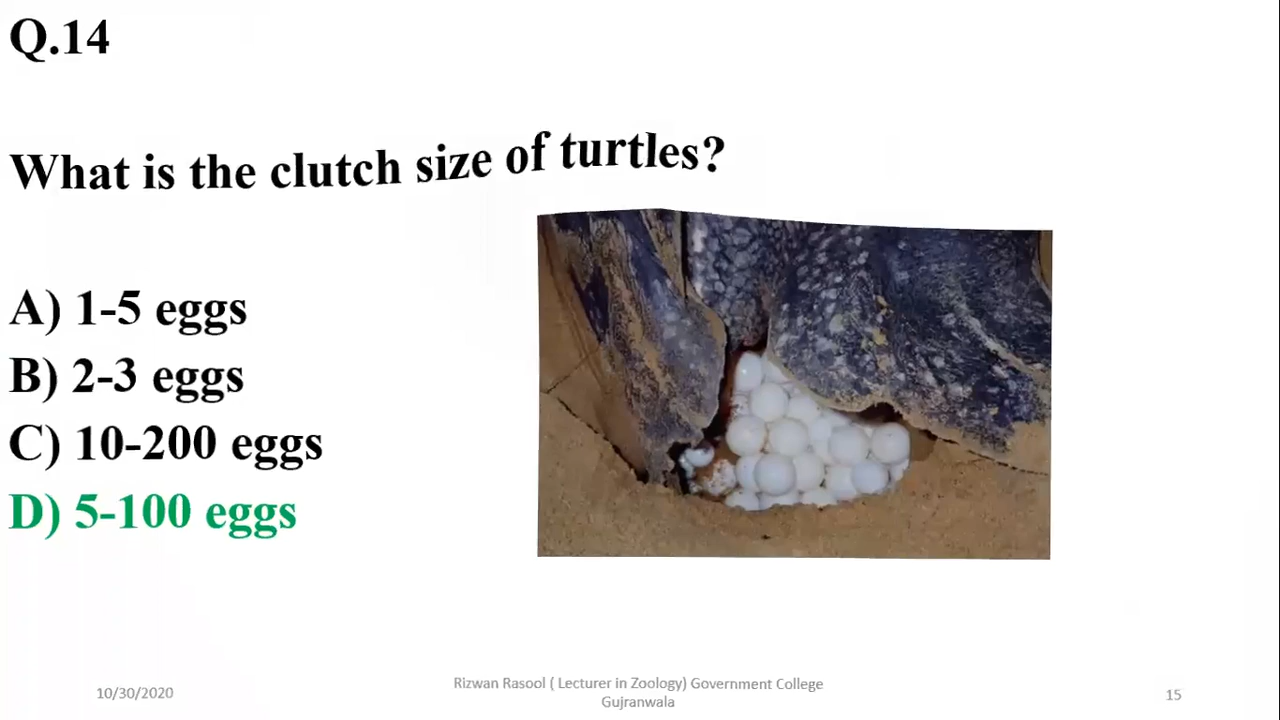 Q.14
What is the clutch size of turtles?
A) 1-5 eggs
B) 2-3 eggs
C) 10-200 eggs
D) 5-100 eggs
10/30/2020
Rizwan Rasool ( Lecturer in Zoology) Government College
Gujranwala
15